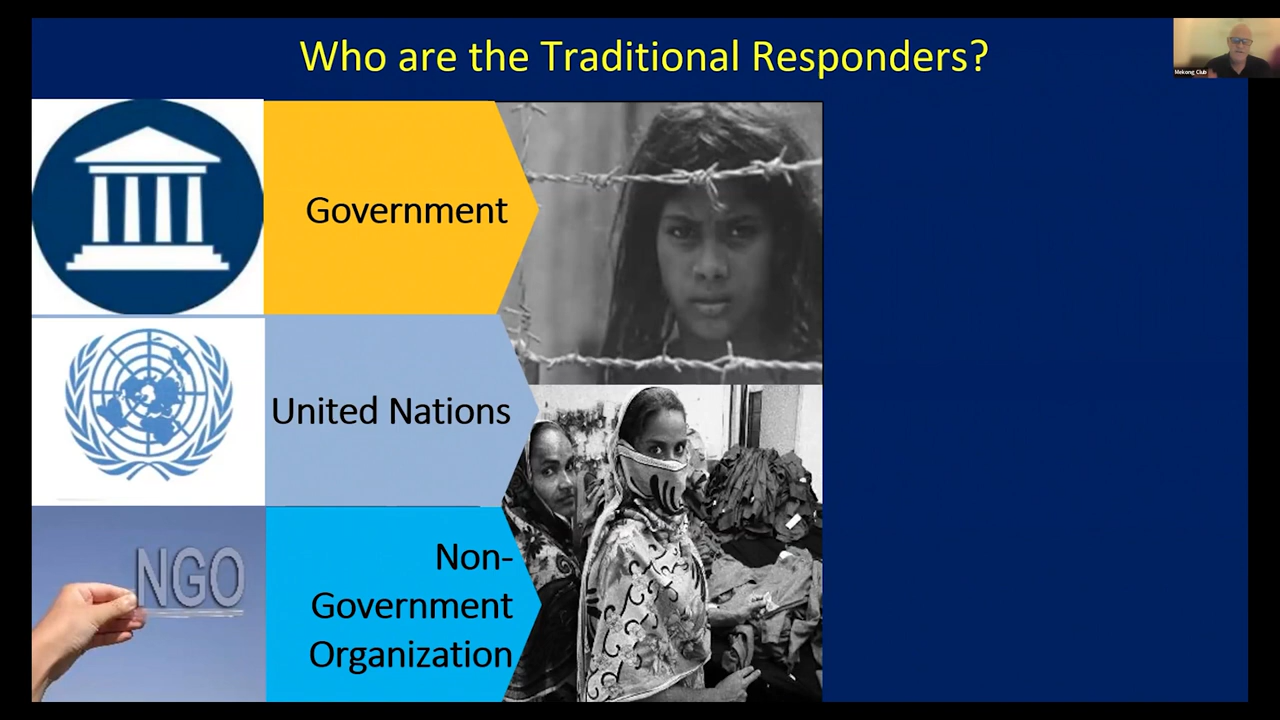 Who are the Traditional Responders?
Mekong Club
Government
United Nations
NGO
Non-
Government
Organization